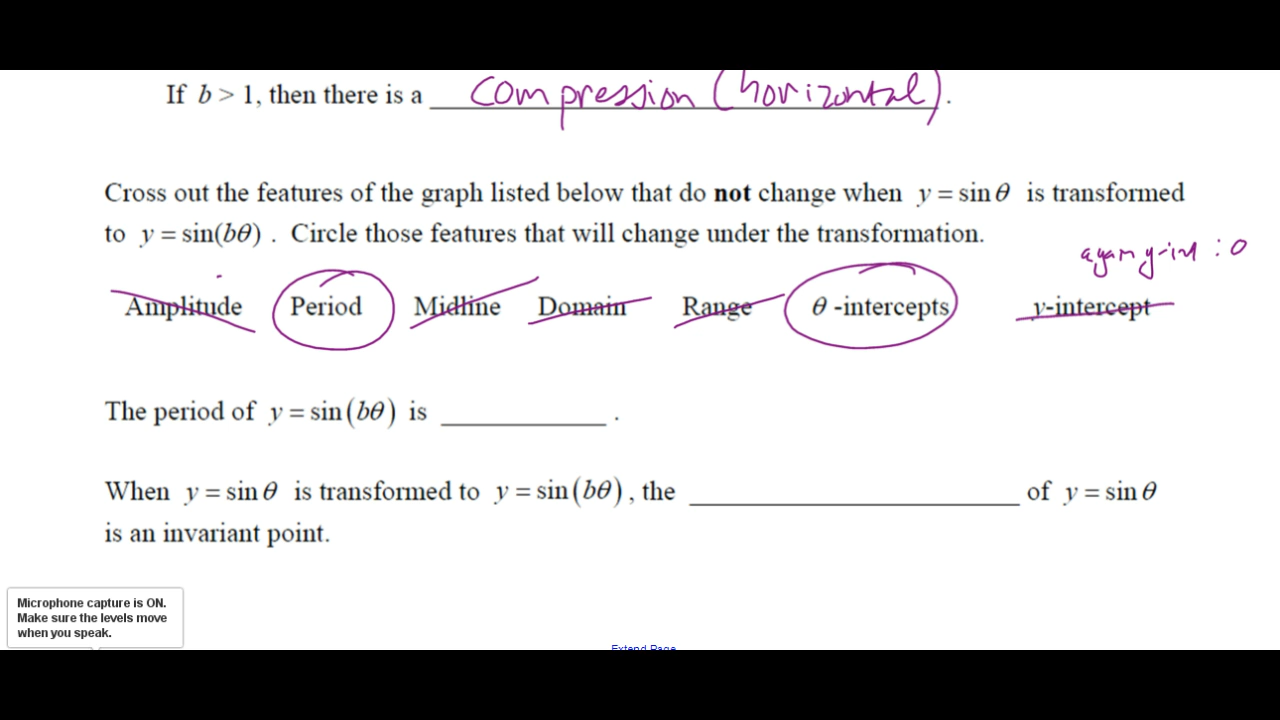 If b > 1, then there is a compression (horizontal).
Cross out the features of the graph listed below that do not change when y = sin θ is transformed
to y = sin(bθ) . Circle those features that will change under the transformation.
again y-int : 0
Amplitude Period Midline Domain Range θ -intercepts y-intercept
The period of y = sin(bθ) is ____________ .
When y = sin θ is transformed to y = sin(bθ) , the ________________________ of y = sin θ
is an invariant point.
Microphone capture is ON.
Make sure the levels move
when you speak.
Extend Page